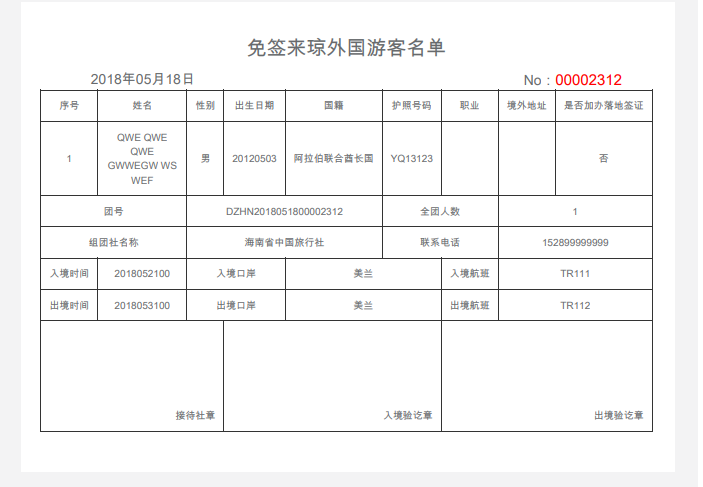 免签来琼外国游客名单
2018年05月18日 No：00002312
序号 姓名 性别 出生日期 国籍 护照号码 职业 境外地址 是否加办落地签证
1 QWE QWE QWE GWWEGW WS WEF 男 20120503 阿拉伯联合酋长国 YQ13123 否
团号 DZHN2018051800002312 全团人数 1
组团社名称 海南省中国旅行社 联系电话 152899999999
入境时间 2018052100 入境口岸 美兰 入境航班 TR111
出境时间 2018053100 出境口岸 美兰 出境航班 TR112
接待社章 入境验讫章 出境验讫章